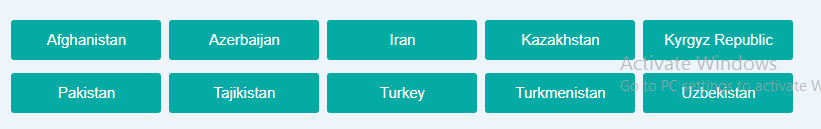 Afghanistan
Azerbaijan
Iran
Kazakhstan
Kyrgyz Republic
Activate Windows
Go to PC settings to activate W
Pakistan
Tajikistan
Turkey
Turkmenistan
Uzbekistan